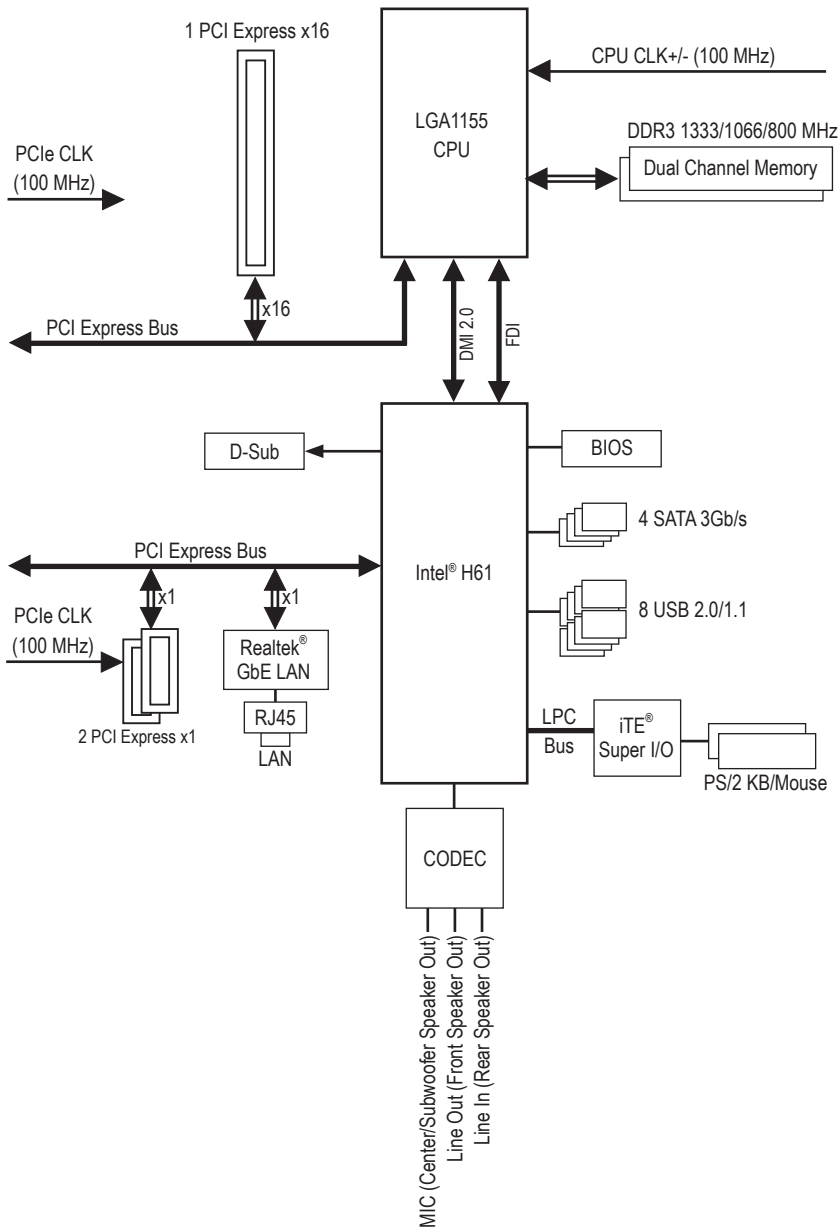 1 PCI Express x16
CPU CLK+/- (100 MHz)
LGA1155
CPU
DDR3 1333/1066/800 MHz
Dual Channel Memory
PCIe CLK
(100 MHz)
x16
PCI Express Bus
DMI 2.0
FDI
D-Sub
BIOS
4 SATA 3Gb/s
Intel® H61
PCI Express Bus
x1
x1
8 USB 2.0/1.1
PCIe CLK
(100 MHz)
Realtek®
GbE LAN
RJ45
LAN
2 PCI Express x1
LPC
Bus
iTE®
Super I/O
PS/2 KB/Mouse
CODEC
MIC (Center/Subwoofer Speaker Out)
Line Out (Front Speaker Out)
Line In (Rear Speaker Out)